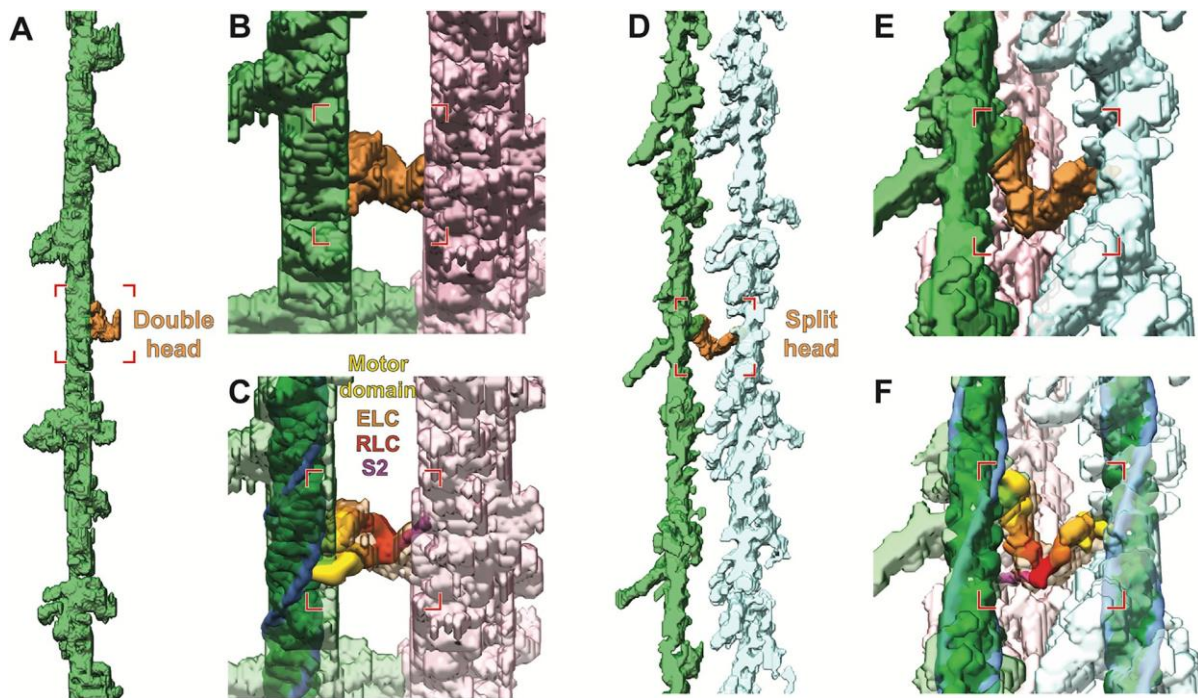 A
B
Double
head
C
Motor
domain
ELC
RLC
S2
D
Split
head
E
F